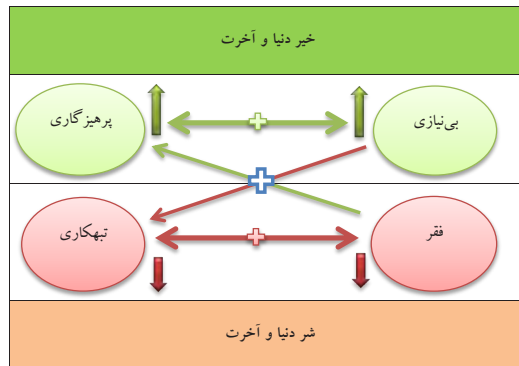 خیر دنیا و آخرت
بی‌نیازی
پرهیزگاری
فقر
تبهکاری
شر دنیا و آخرت